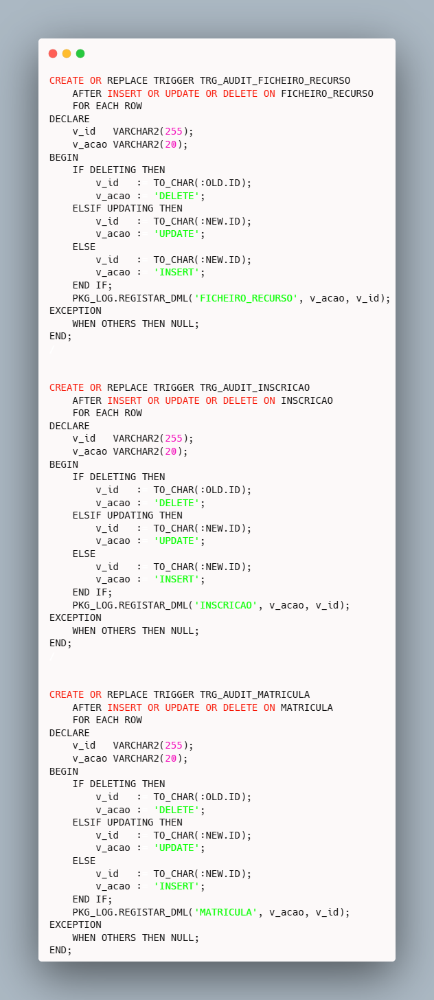 CREATE OR REPLACE TRIGGER TRG_AUDIT_FICHEIRO_RECURSO
    AFTER INSERT OR UPDATE OR DELETE ON FICHEIRO_RECURSO
    FOR EACH ROW
DECLARE
    v_id   VARCHAR2(255);
    v_acao VARCHAR2(20);
BEGIN
    IF DELETING THEN
        v_id   :  TO_CHAR(:OLD.ID);
        v_acao :  'DELETE';
    ELSIF UPDATING THEN
        v_id   :  TO_CHAR(:NEW.ID);
        v_acao :  'UPDATE';
    ELSE
        v_id   :  TO_CHAR(:NEW.ID);
        v_acao :  'INSERT';
    END IF;
    PKG_LOG.REGISTAR_DML('FICHEIRO_RECURSO', v_acao, v_id);
EXCEPTION
    WHEN OTHERS THEN NULL;
END;
/
CREATE OR REPLACE TRIGGER TRG_AUDIT_INSCRICAO
    AFTER INSERT OR UPDATE OR DELETE ON INSCRICAO
    FOR EACH ROW
DECLARE
    v_id   VARCHAR2(255);
    v_acao VARCHAR2(20);
BEGIN
    IF DELETING THEN
        v_id   :  TO_CHAR(:OLD.ID);
        v_acao :  'DELETE';
    ELSIF UPDATING THEN
        v_id   :  TO_CHAR(:NEW.ID);
        v_acao :  'UPDATE';
    ELSE
        v_id   :  TO_CHAR(:NEW.ID);
        v_acao :  'INSERT';
    END IF;
    PKG_LOG.REGISTAR_DML('INSCRICAO', v_acao, v_id);
EXCEPTION
    WHEN OTHERS THEN NULL;
END;
/
CREATE OR REPLACE TRIGGER TRG_AUDIT_MATRICULA
    AFTER INSERT OR UPDATE OR DELETE ON MATRICULA
    FOR EACH ROW
DECLARE
    v_id   VARCHAR2(255);
    v_acao VARCHAR2(20);
BEGIN
    IF DELETING THEN
        v_id   :  TO_CHAR(:OLD.ID);
        v_acao :  'DELETE';
    ELSIF UPDATING THEN
        v_id   :  TO_CHAR(:NEW.ID);
        v_acao :  'UPDATE';
    ELSE
        v_id   :  TO_CHAR(:NEW.ID);
        v_acao :  'INSERT';
    END IF;
    PKG_LOG.REGISTAR_DML('MATRICULA', v_acao, v_id);
EXCEPTION
    WHEN OTHERS THEN NULL;
END;